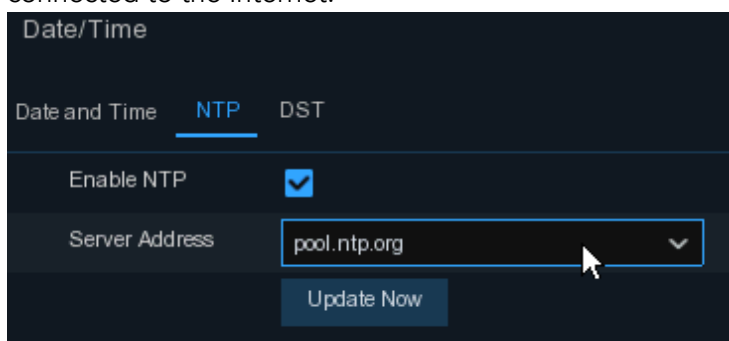 connected to the internet.
Date/Time
Date and Time NTP DST
Enable NTP
Server Address pool.ntp.org
Update Now